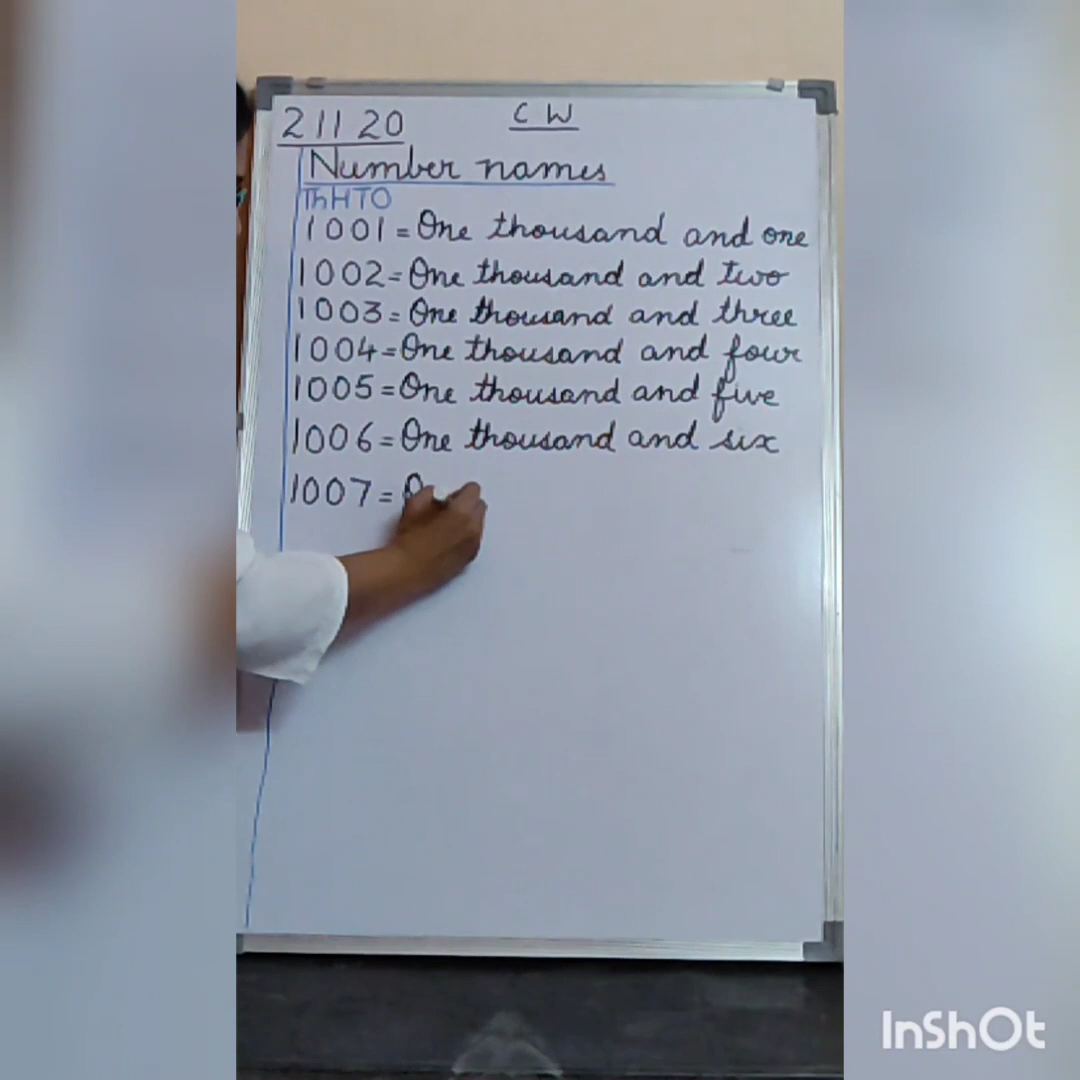 21 11 20 CW
Number names
ThHTO
1001 = One thousand and one
1002 = One thousand and two
1003 = One thousand and three
1004 = One thousand and four
1005 = One thousand and five
1006 = One thousand and six
1007 = O
InShOt